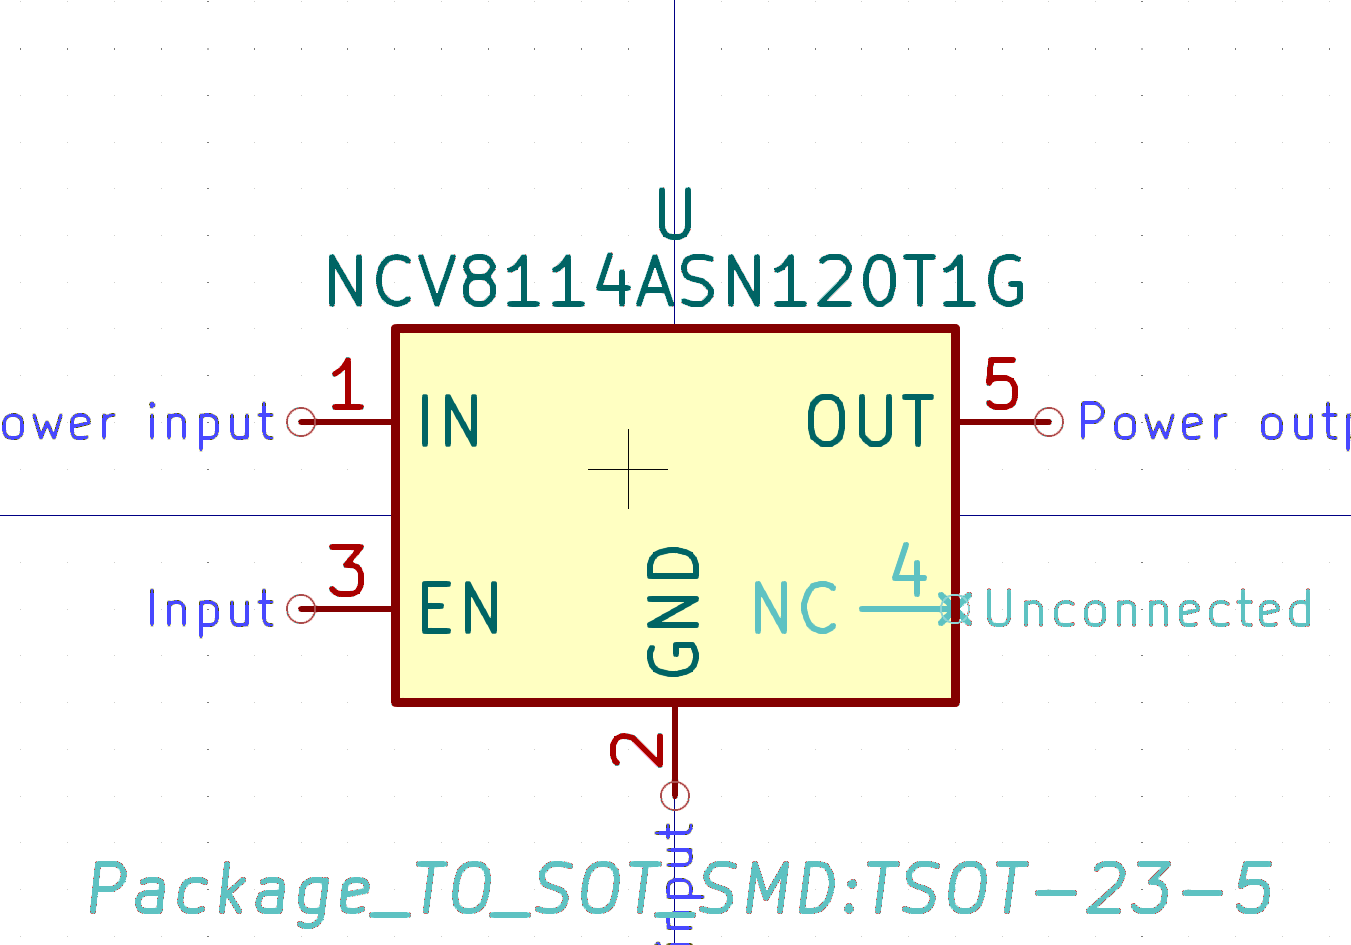 U
NCV8114ASN120T1G
1
5
ower input
IN
OUT
Power outp
3
4
Input
EN
GND
NC
Unconnected
2
input
Package_TO_SOT_SMD:TSOT-23-5